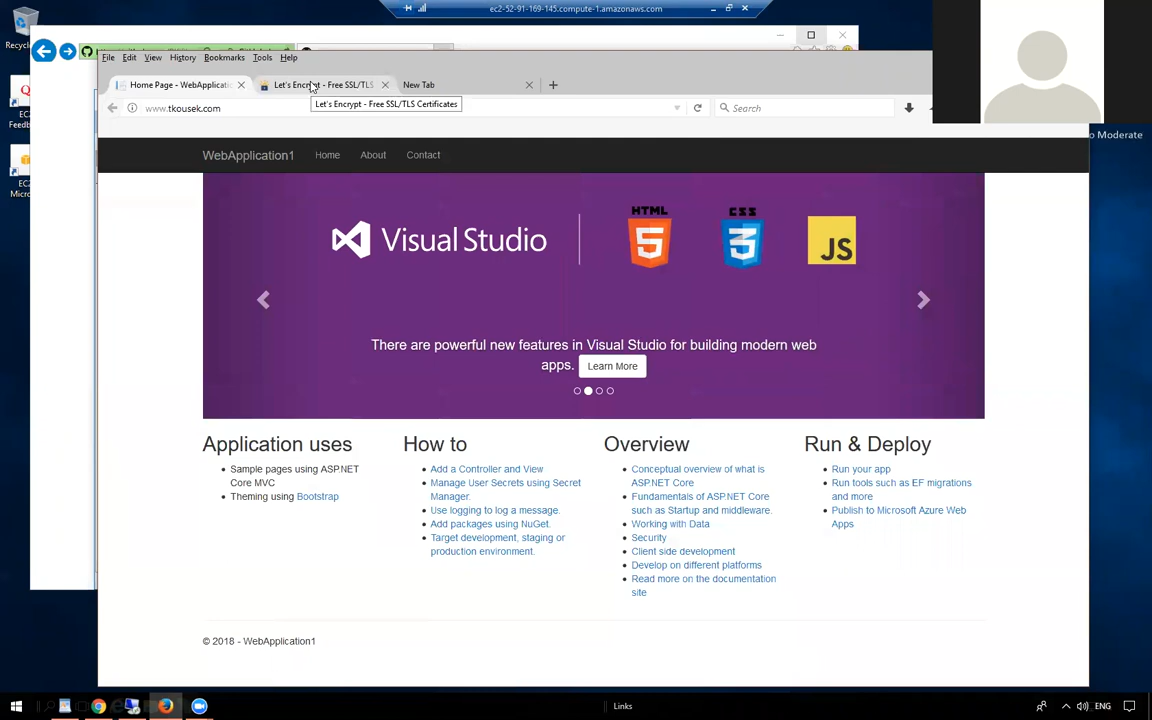 ec2-52-91-169-145.compute-1.amazonaws.com
File Edit View History Bookmarks Tools Help
Home Page - WebApplicatic
Let's Encrypt - Free SSL/TLS
New Tab
Let's Encrypt - Free SSL/TLS Certificates
www.tkousek.com
Search
o Moderate
Recycl
EC2
Feedb
EC2
Micro
WebApplication1 Home About Contact
Visual Studio
HTML
5
CSS
3
JS
There are powerful new features in Visual Studio for building modern web
apps. Learn More
Application uses
Sample pages using ASP.NET
Core MVC
Theming using Bootstrap
How to
Add a Controller and View
Manage User Secrets using Secret
Manager.
Use logging to log a message.
Add packages using NuGet.
Target development, staging or
production environment.
Overview
Conceptual overview of what is
ASP.NET Core
Fundamentals of ASP.NET Core
such as Startup and middleware.
Working with Data
Security
Client side development
Develop on different platforms
Read more on the documentation
site
Run & Deploy
Run your app
Run tools such as EF migrations
and more
Publish to Microsoft Azure Web
Apps
© 2018 - WebApplication1
Links
ENG